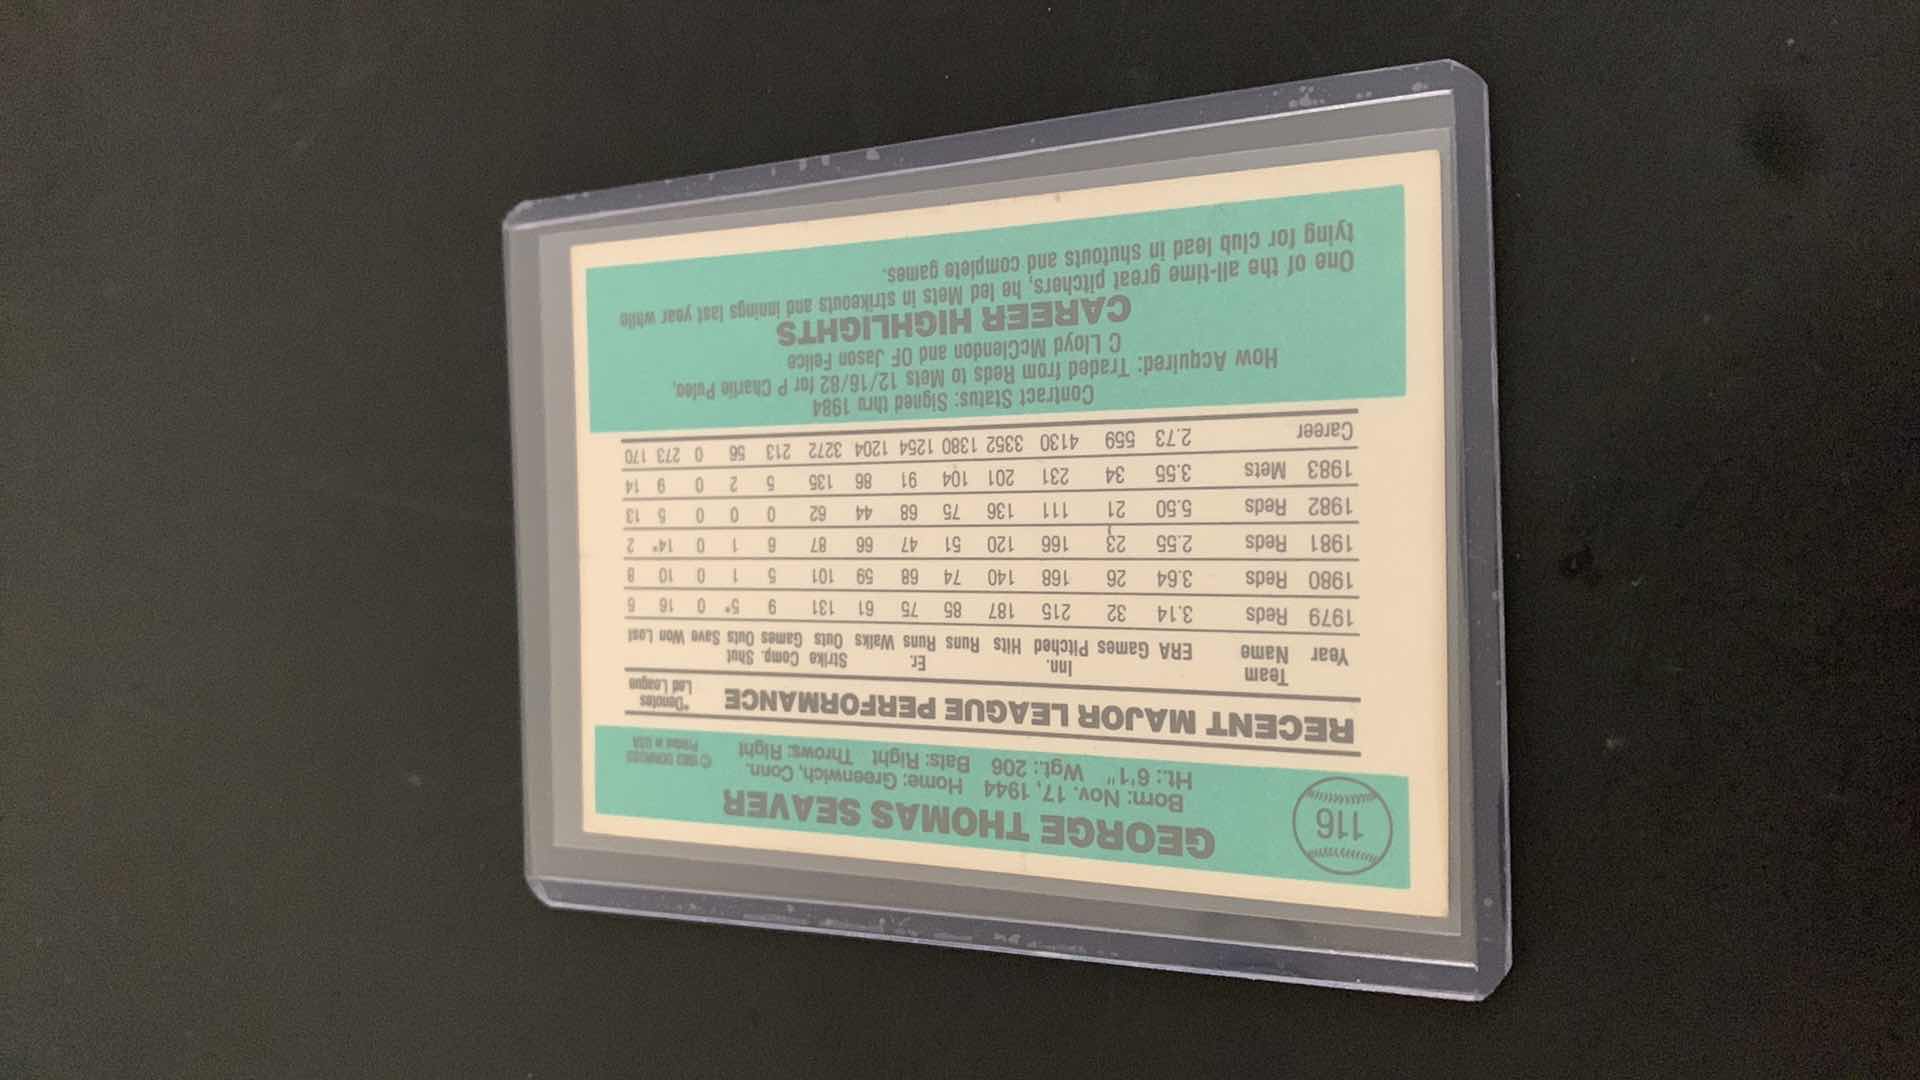 116
GEORGE THOMAS SEAVER
Born: Nov. 17, 1944 Home: Greenwich, Conn.
Ht.: 6'1" Wgt.: 206 Bats: Right Throws: Right
© 1983 DONRUSS
Printed in USA
RECENT MAJOR LEAGUE PERFORMANCE
*Denotes
Led League
Year Team Name ERA Games Inn. Pitched Hits Runs Er. Runs Walks Strike Outs Comp. Games Shut Outs Save Won Lost
1979 Reds 3.14 32 215 187 85 75 61 131 9 5* 0 16 6
1980 Reds 3.64 26 168 140 74 68 59 101 5 1 0 10 8
1981 Reds 2.55 23 166 120 51 47 66 87 6 1 0 14* 2
1982 Reds 5.50 21 111 136 75 68 44 62 0 0 0 5 13
1983 Mets 3.55 34 231 201 104 91 86 135 5 2 0 9 14
Career 2.73 559 4130 3352 1380 1254 1204 3272 213 56 0 273 170
Contract Status: Signed thru 1984
How Acquired: Traded from Reds to Mets 12/16/82 for P Charlie Puleo,
C Lloyd McClendon and OF Jason Felice
CAREER HIGHLIGHTS
One of the all-time great pitchers, he led Mets in strikeouts and innings last year while
tying for club lead in shutouts and complete games.